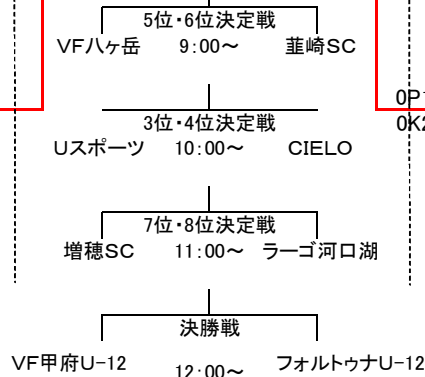 5位・6位決定戦
VF八ヶ岳 9:00～ 韮崎SC
3位・4位決定戦
Uスポーツ 10:00～ CIELO
7位・8位決定戦
増穂SC 11:00～ ラーゴ河口湖
決勝戦
VF甲府U-12 12:00～ フォルトゥナU-12